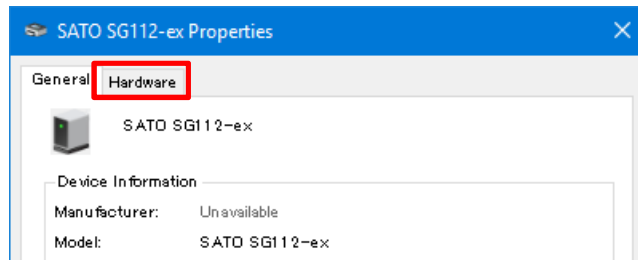 SATO SG112-ex Properties
General Hardware
SATO SG112-ex
Device Information
Manufacturer: Unavailable
Model: SATO SG112-ex